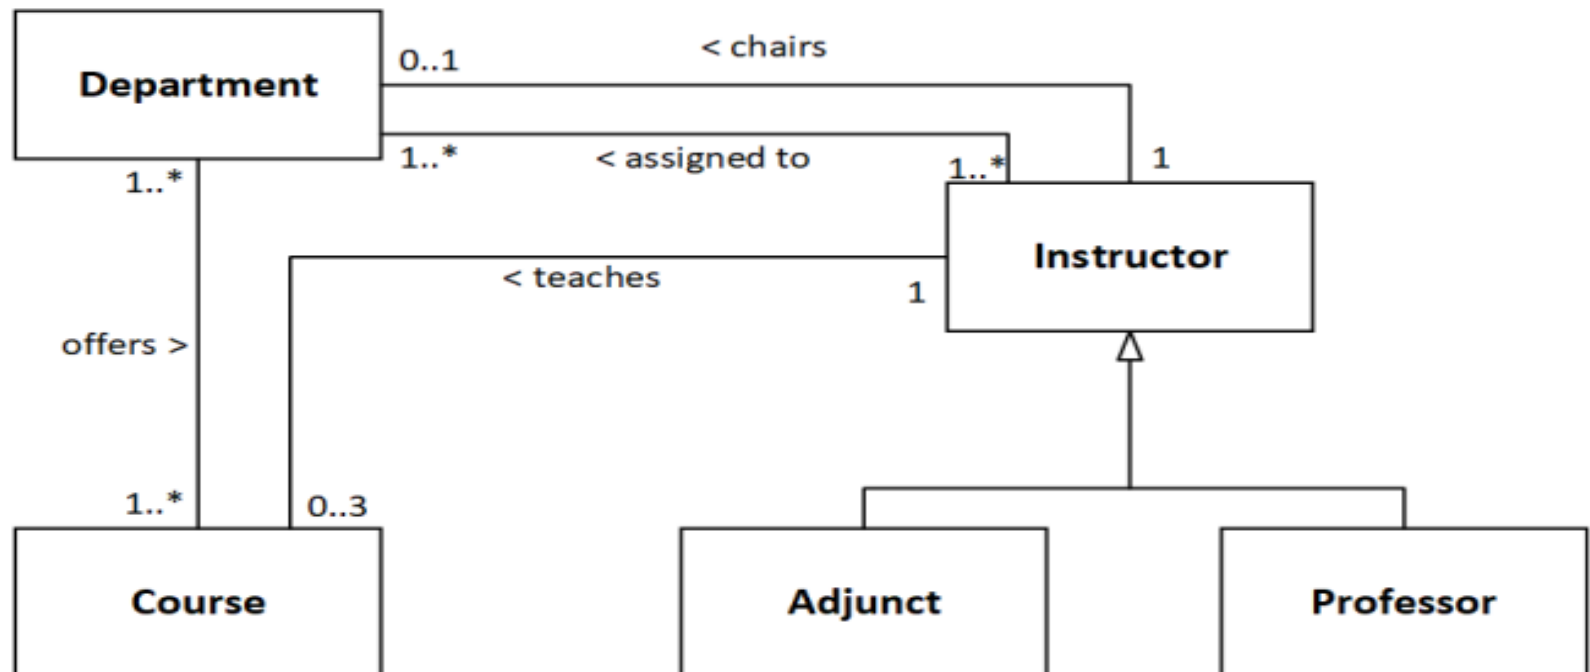 < chairs
0..1
Department
1..*
< assigned to
1..*
1
1..*
Instructor
< teaches
1
offers >
1..*
0..3
Course
Adjunct
Professor